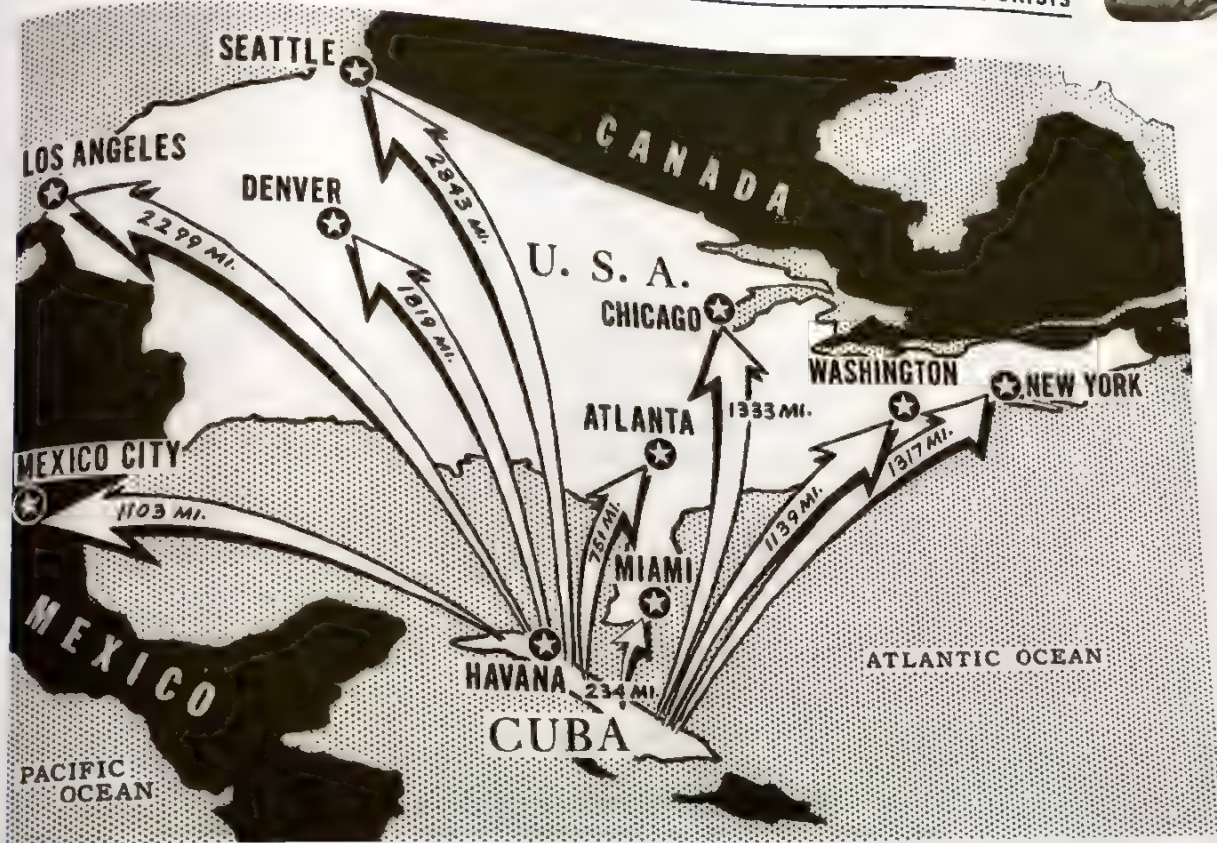 SEATTLE
CANADA
LOS ANGELES
DENVER
2843 MI.
2299 MI.
U. S. A.
1819 MI.
CHICAGO
WASHINGTON
NEW YORK
1333 MI.
ATLANTA
MEXICO CITY
1317 MI.
1103 MI.
751 MI.
1139 MI.
MIAMI
MEXICO
ATLANTIC OCEAN
HAVANA
234 MI.
CUBA
PACIFIC
OCEAN